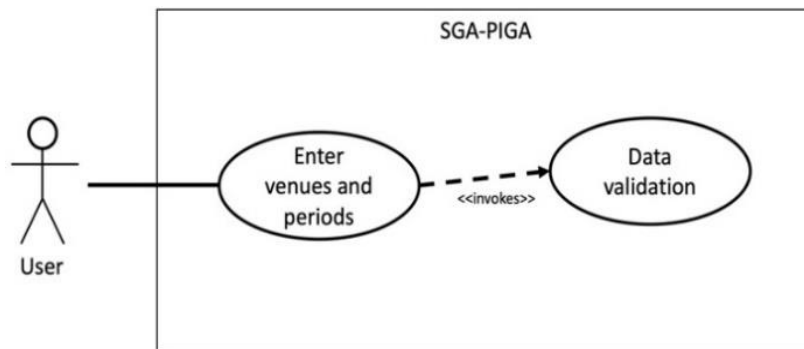 SGA-PIGA
Enter
venues and
periods
<<invokes>>
Data
validation
User